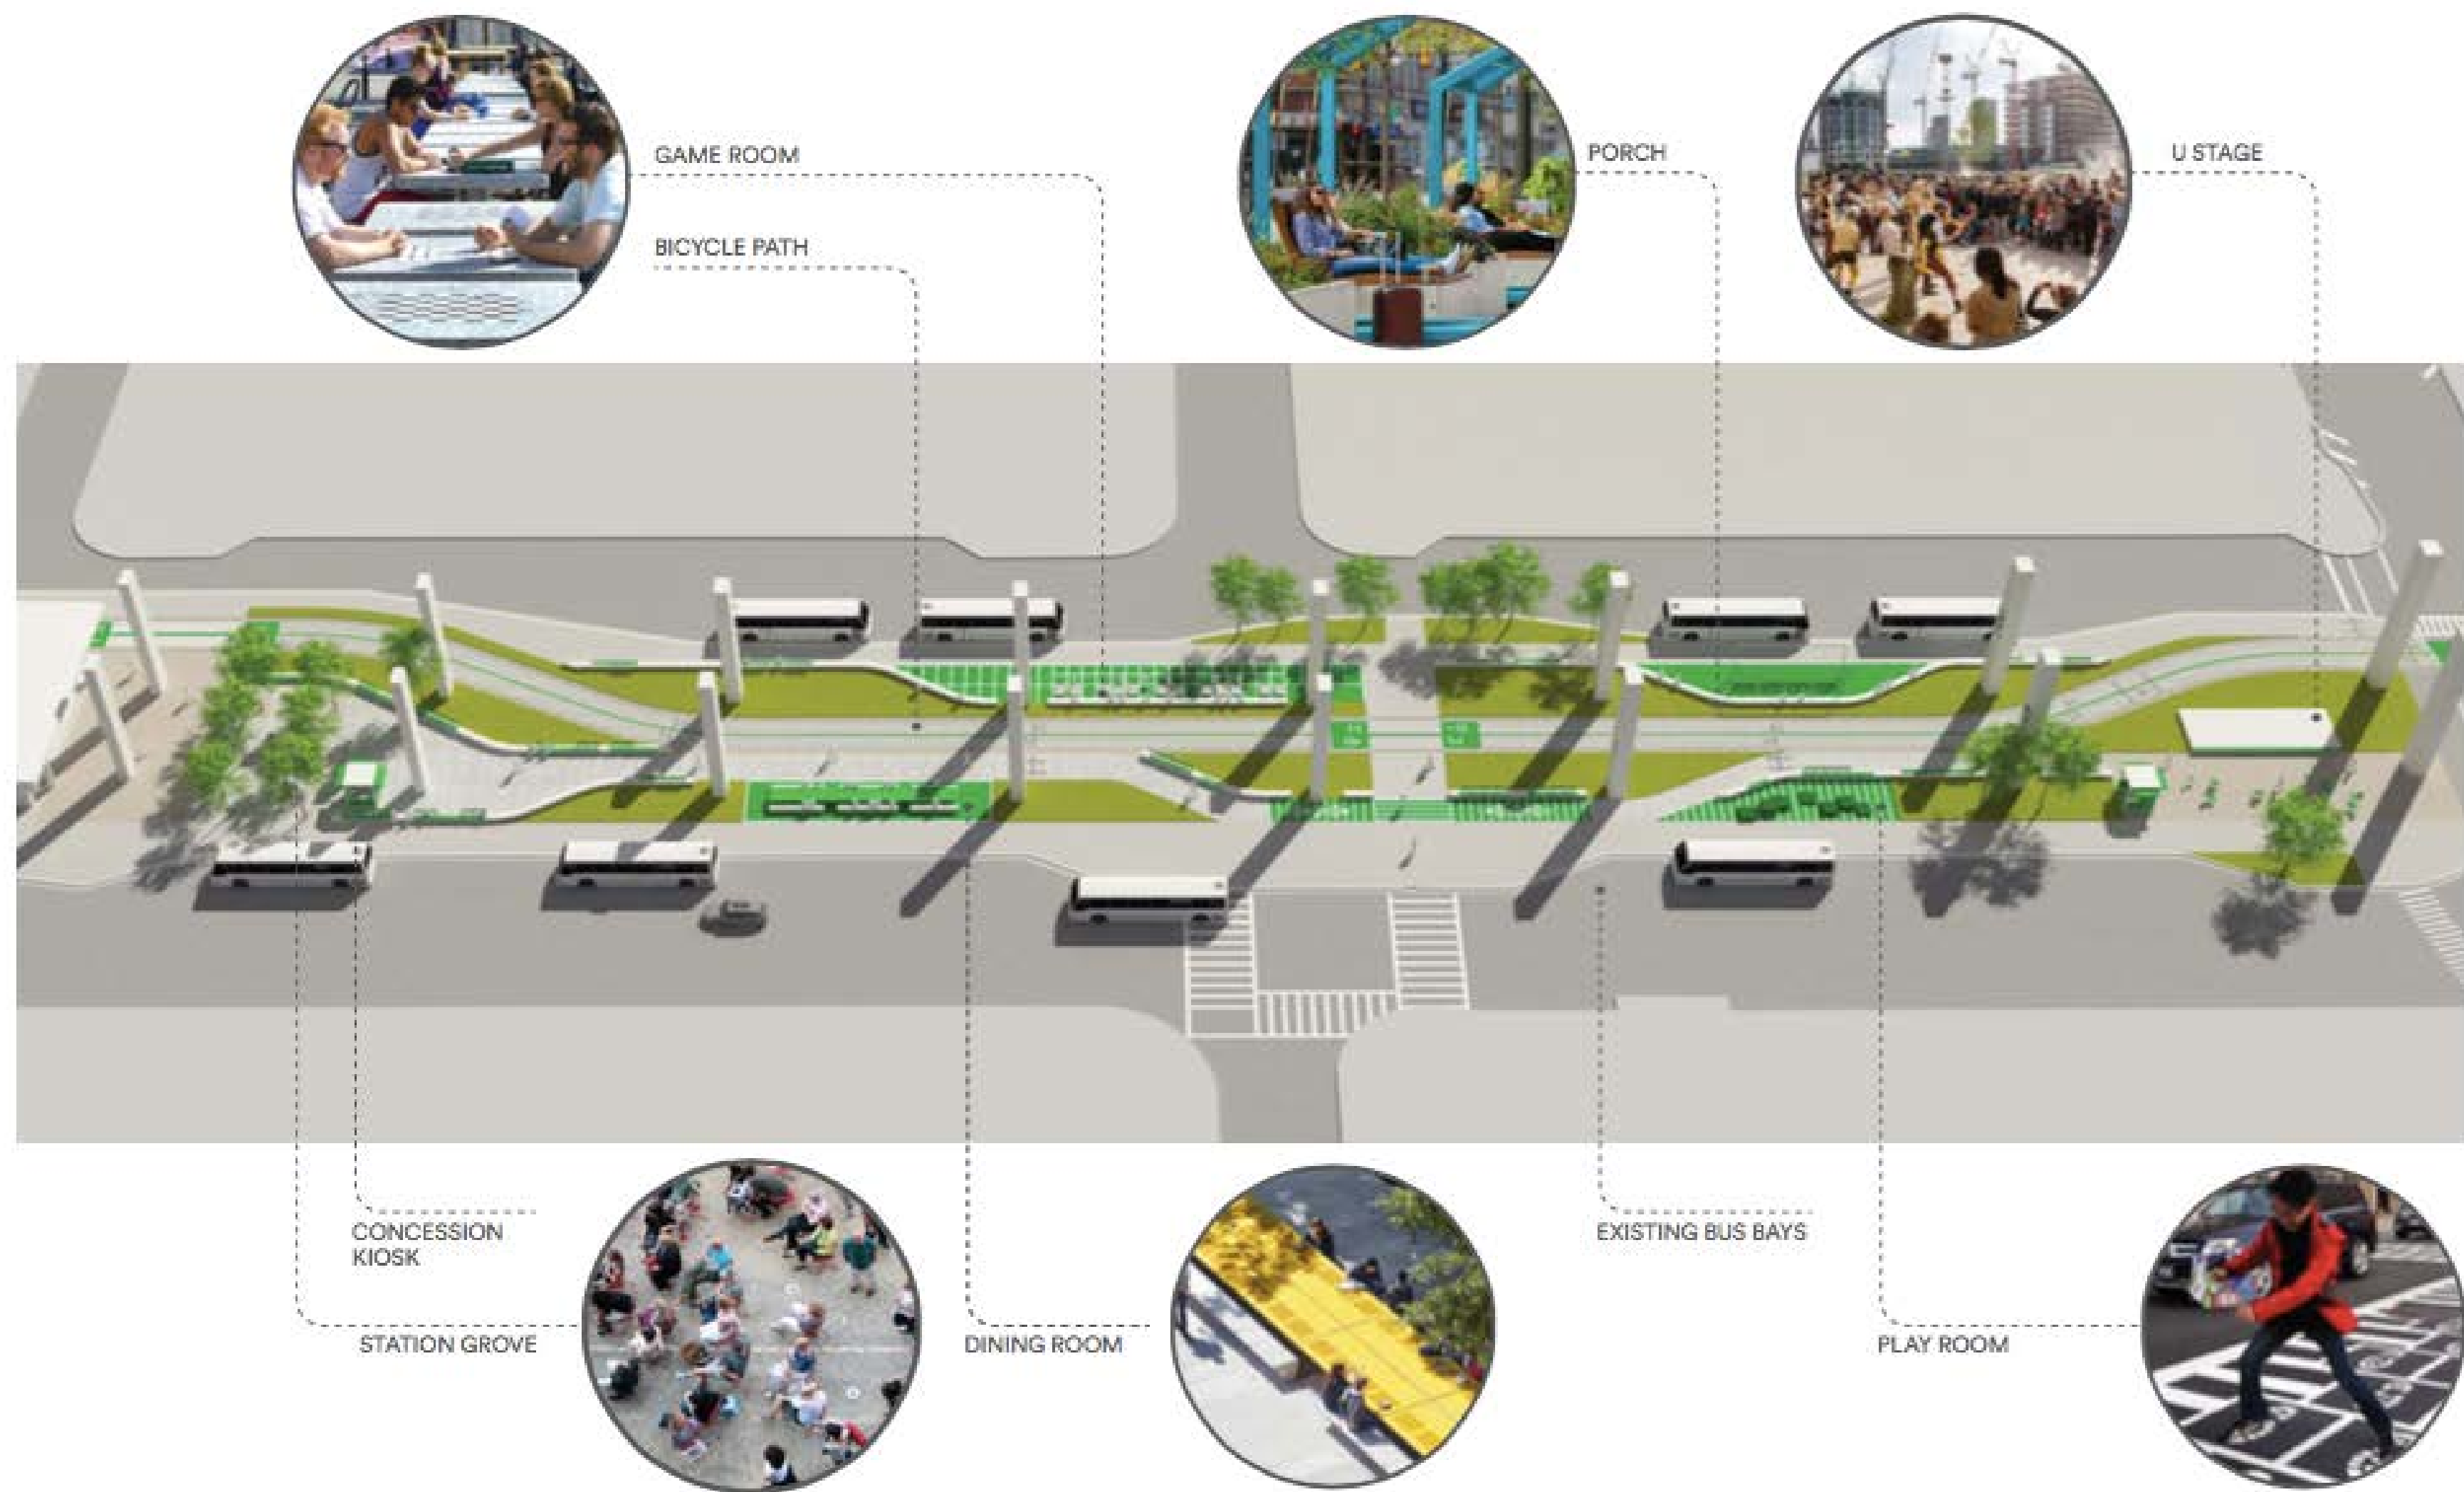 GAME ROOM
PORCH
U STAGE
BICYCLE PATH
CONCESSION
KIOSK
EXISTING BUS BAYS
STATION GROVE
DINING ROOM
PLAY ROOM